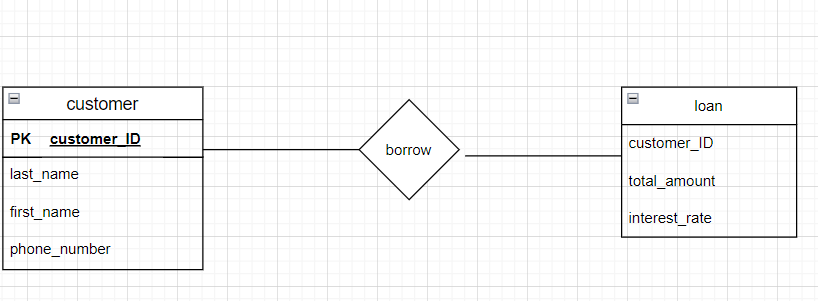 customer
PK customer_ID
last_name
first_name
phone_number
borrow
loan
customer_ID
total_amount
interest_rate